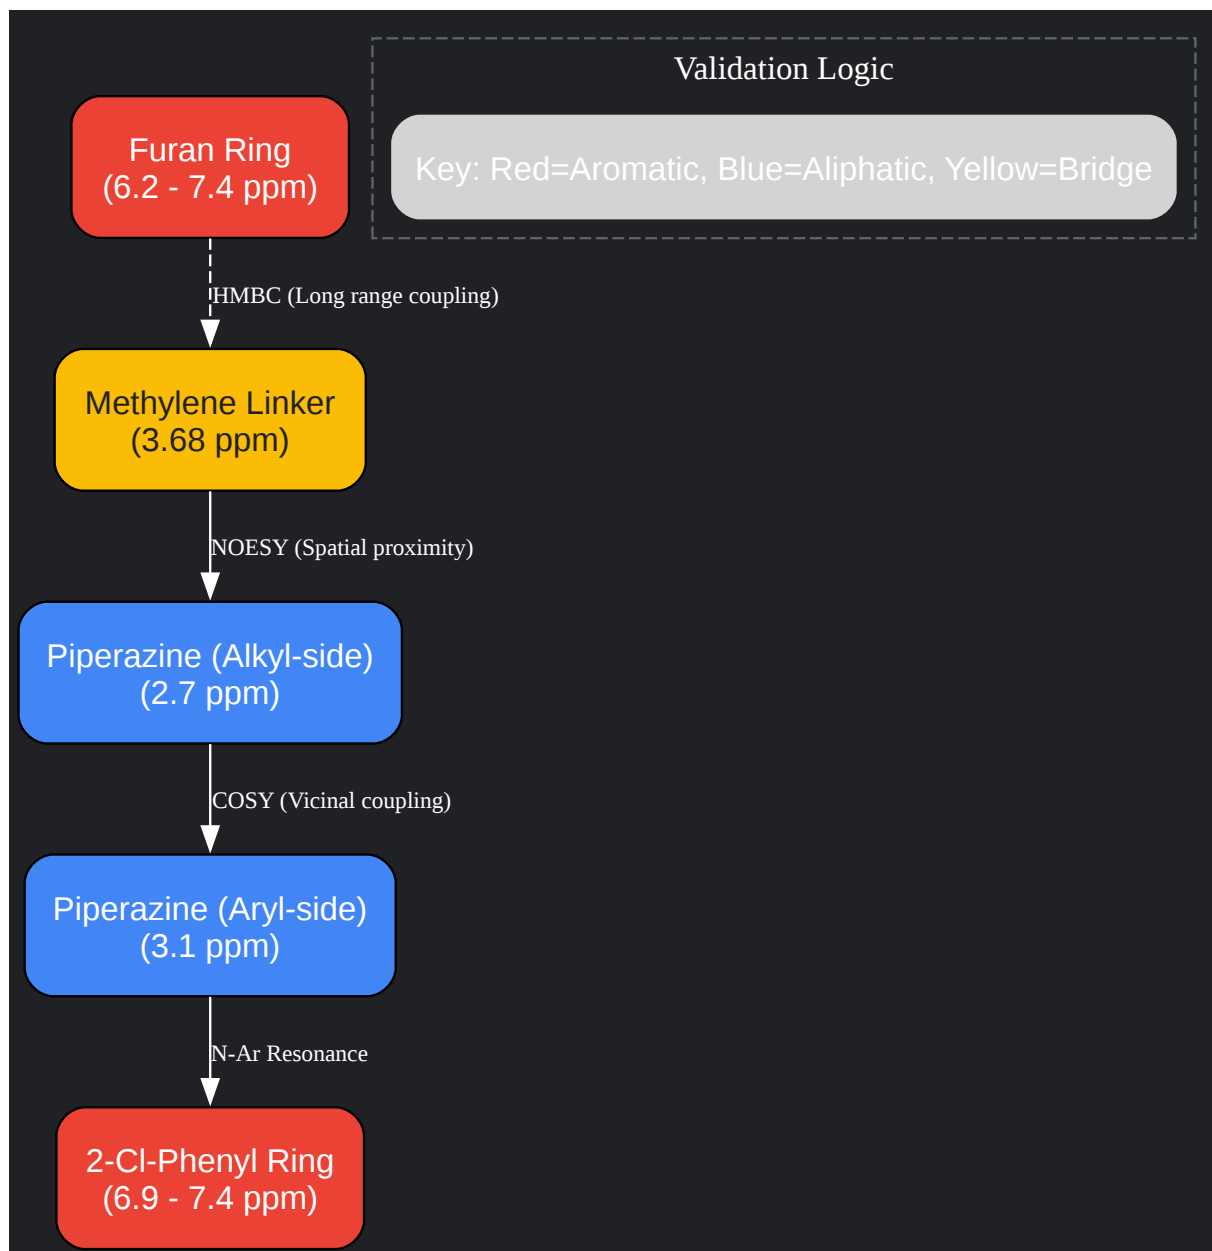 Validation Logic
Key: Red=Aromatic, Blue=Aliphatic, Yellow=Bridge
Furan Ring
(6.2 - 7.4 ppm)
HMBC (Long range coupling)
Methylene Linker
(3.68 ppm)
NOESY (Spatial proximity)
Piperazine (Alkyl-side)
(2.7 ppm)
COSY (Vicinal coupling)
Piperazine (Aryl-side)
(3.1 ppm)
N-Ar Resonance
2-Cl-Phenyl Ring
(6.9 - 7.4 ppm)